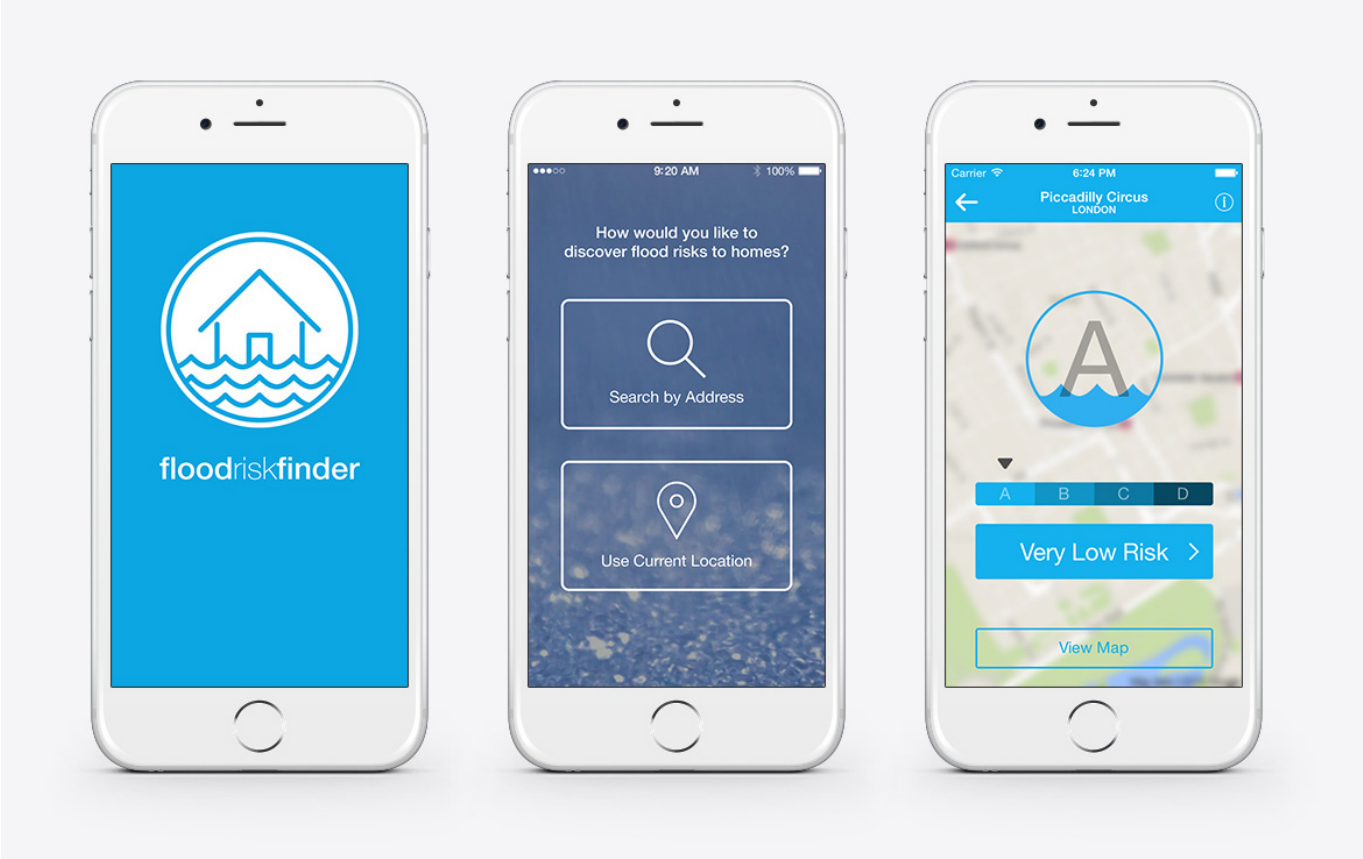 floodriskfinder
9:20 AM
100%
How would you like to
discover flood risks to homes?
Search by Address
Use Current Location
Carrier
6:24 PM
Piccadilly Circus
LONDON
i
A
A B C D
Very Low Risk
View Map